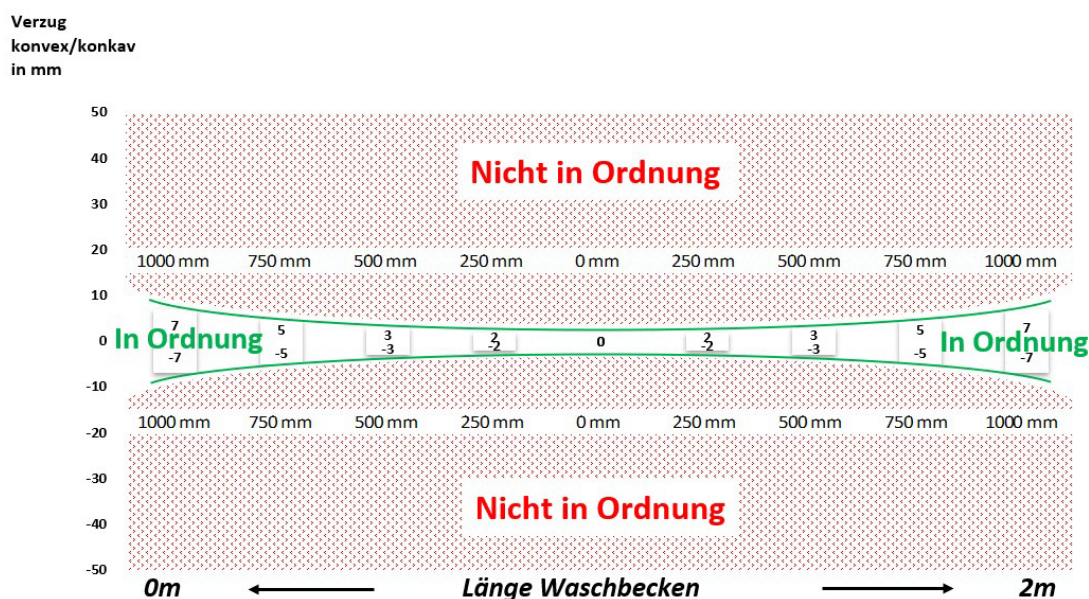 Verzug
konvex/konkav
in mm
50
40
Nicht in Ordnung
30
20
1000 mm 750 mm 500 mm 250 mm 0 mm 250 mm 500 mm 750 mm 1000 mm
10
7 5 3 2 0 2 3 5 7
0
In Ordnung In Ordnung
-7 -5 -3 -2 -2 -3 -5 -7
-10
1000 mm 750 mm 500 mm 250 mm 0 mm 250 mm 500 mm 750 mm 1000 mm
-20
-30
Nicht in Ordnung
-40
-50
0m Länge Waschbecken 2m